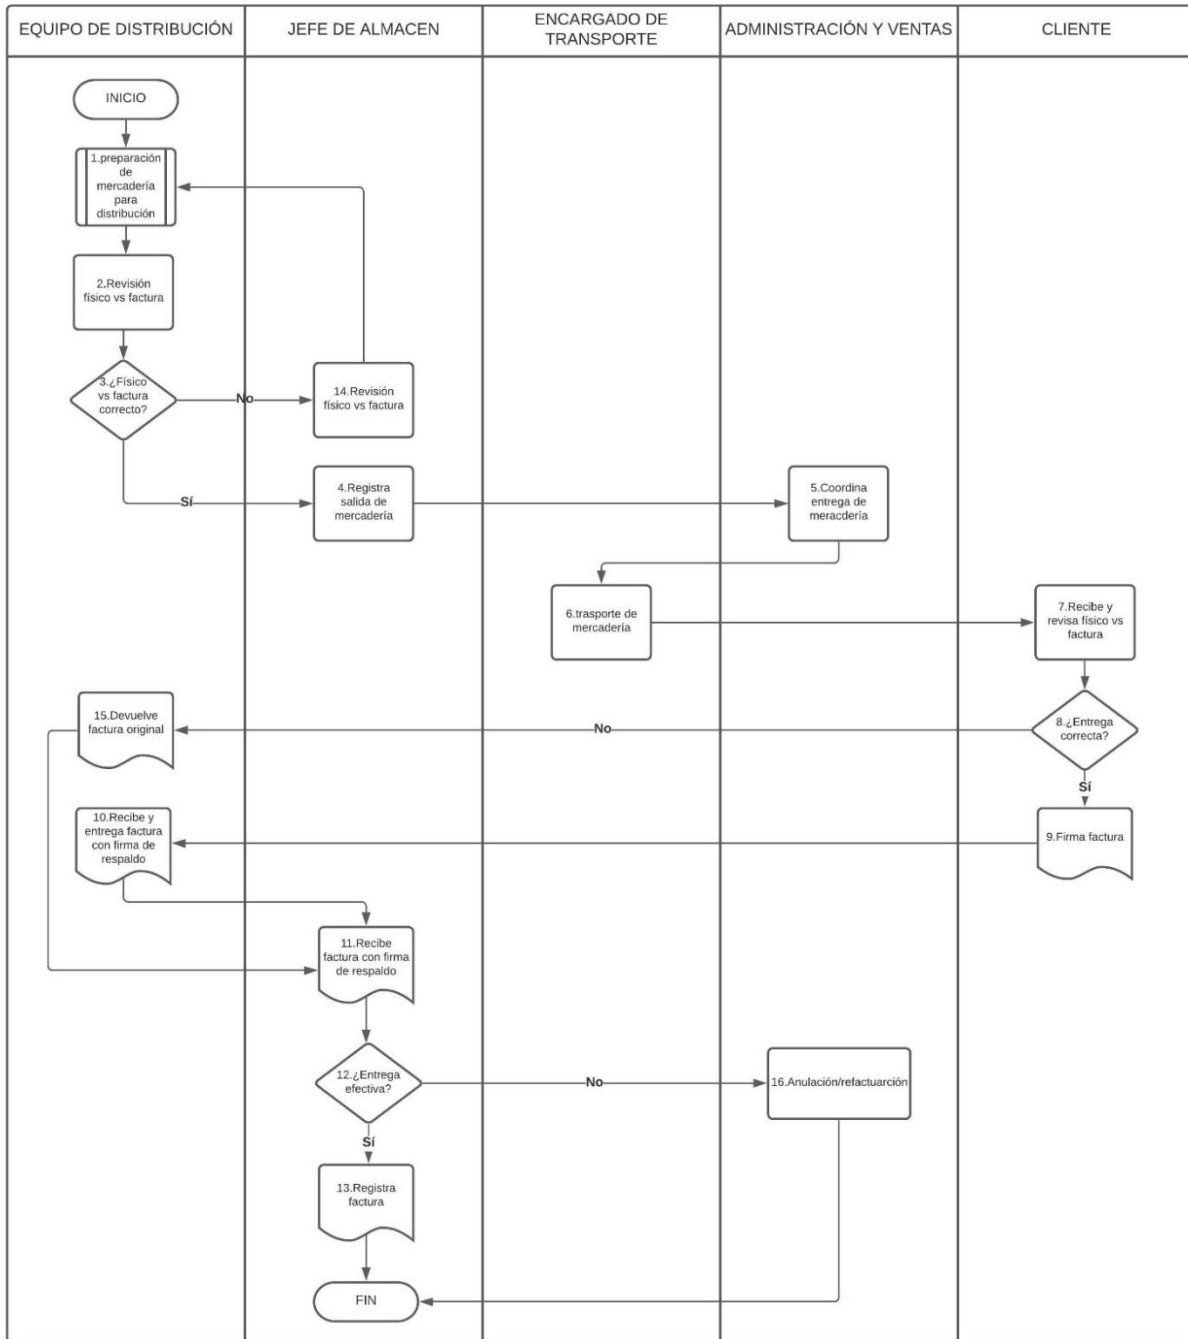 EQUIPO DE DISTRIBUCIÓN
JEFE DE ALMACEN
ENCARGADO DE
TRANSPORTE
ADMINISTRACIÓN Y VENTAS
CLIENTE
INICIO
1.preparación
de
mercadería
para
distribución
2.Revisión
físico vs factura
3.¿Físico
vs factura
correcto?
No
14.Revisión
físico vs factura
Sí
4.Registra
salida de
mercadería
5.Coordina
entrega de
meracdería
6.trasporte de
mercadería
7.Recibe y
revisa físico vs
factura
15.Devuelve
factura original
No
8.¿Entrega
correcta?
Sí
10.Recibe y
entrega factura
con firma de
respaldo
9.Firma factura
11.Recibe
factura con firma
de respaldo
12.¿Entrega
efectiva?
No
16.Anulación/refactuarción
Sí
13.Registra
factura
FIN